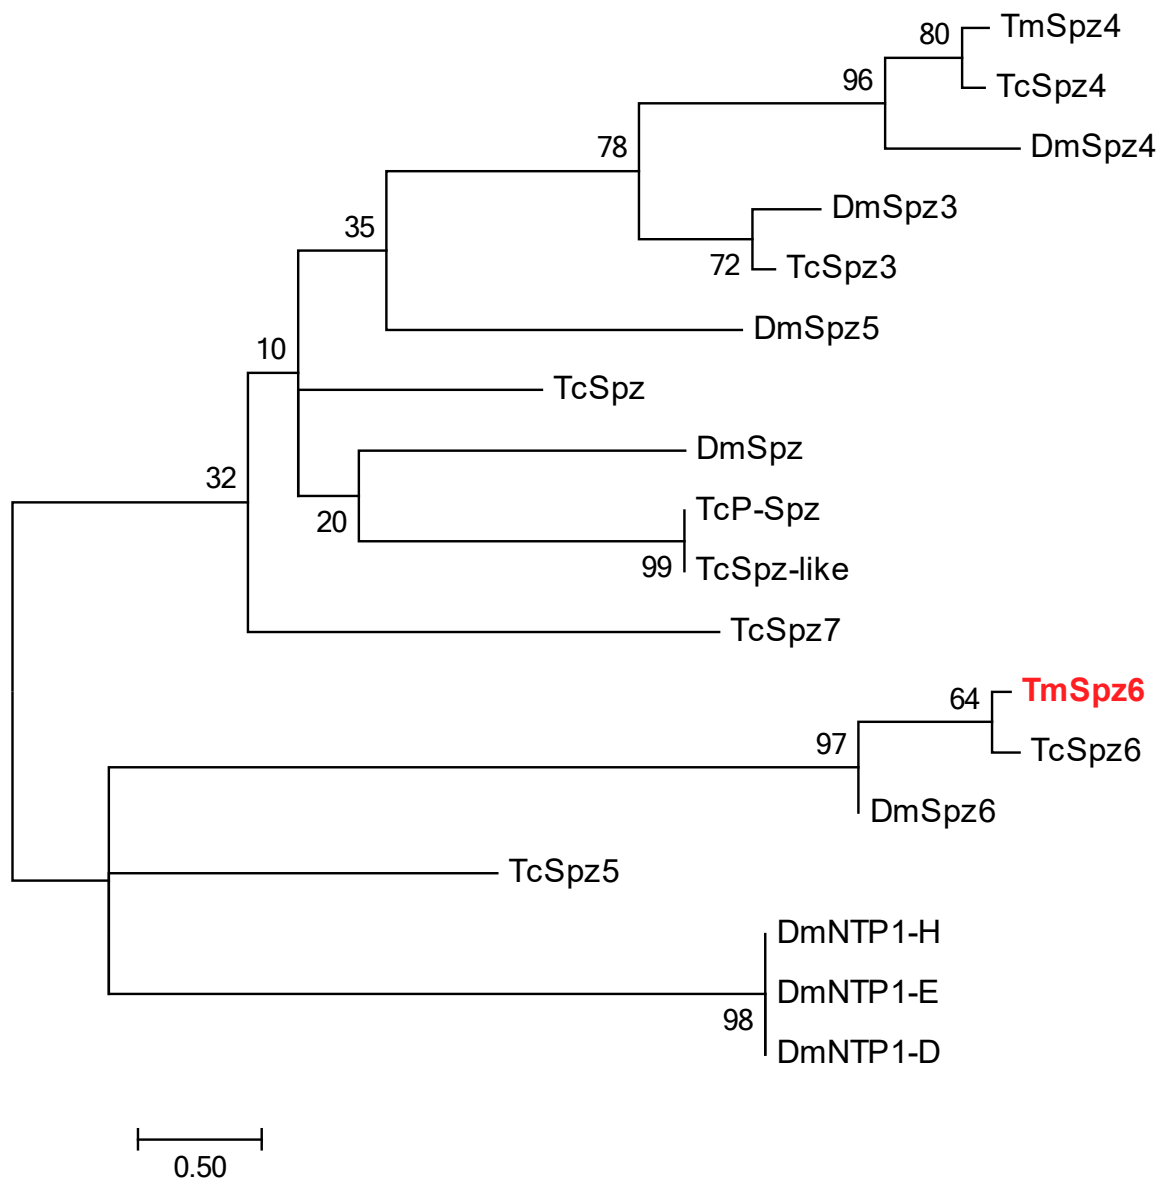 80
TmSpz4
96
TcSpz4
78
DmSpz4
35
DmSpz3
72
TcSpz3
DmSpz5
10
TcSpz
32
DmSpz
20
TcP-Spz
99
TcSpz-like
TcSpz7
64
TmSpz6
97
TcSpz6
DmSpz6
TcSpz5
DmNTP1-H
DmNTP1-E
98
DmNTP1-D
0.50